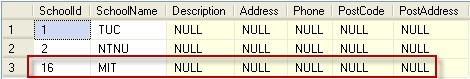 SchoolId SchoolName Description Address Phone PostCode PostAddress
1 1 TUC NULL NULL NULL NULL NULL
2 2 NTNU NULL NULL NULL NULL NULL
3 16 MIT NULL NULL NULL NULL NULL